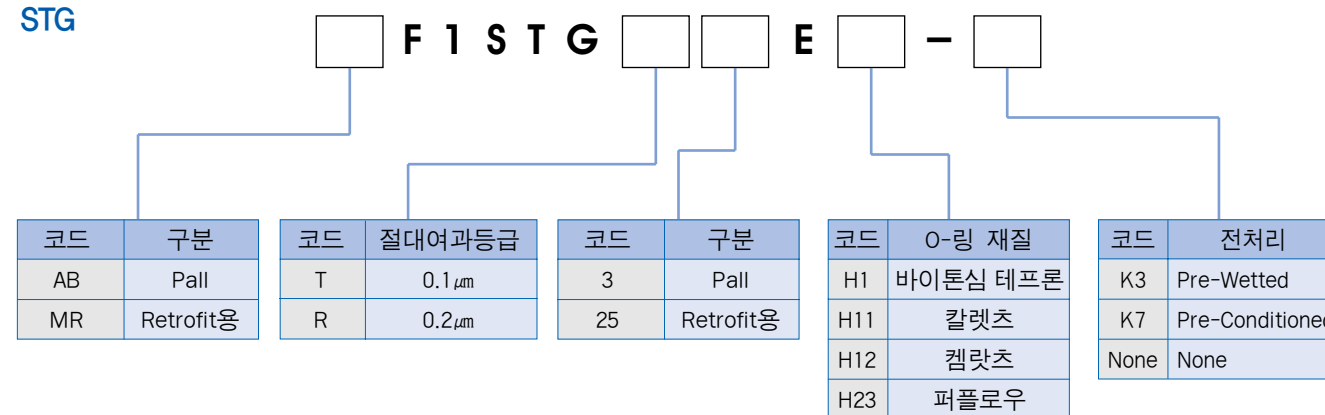 STG
F 1 S T G E -
코드 구분
AB Pall
MR Retrofit용
코드 절대여과등급
T 0.1㎛
R 0.2㎛
코드 구분
3 Pall
25 Retrofit용
코드 O-링 재질
H1 바이톤심 테프론
H11 칼렛츠
H12 켐랏츠
H23 퍼플로우
코드 전처리
K3 Pre-Wetted
K7 Pre-Conditioned
None None